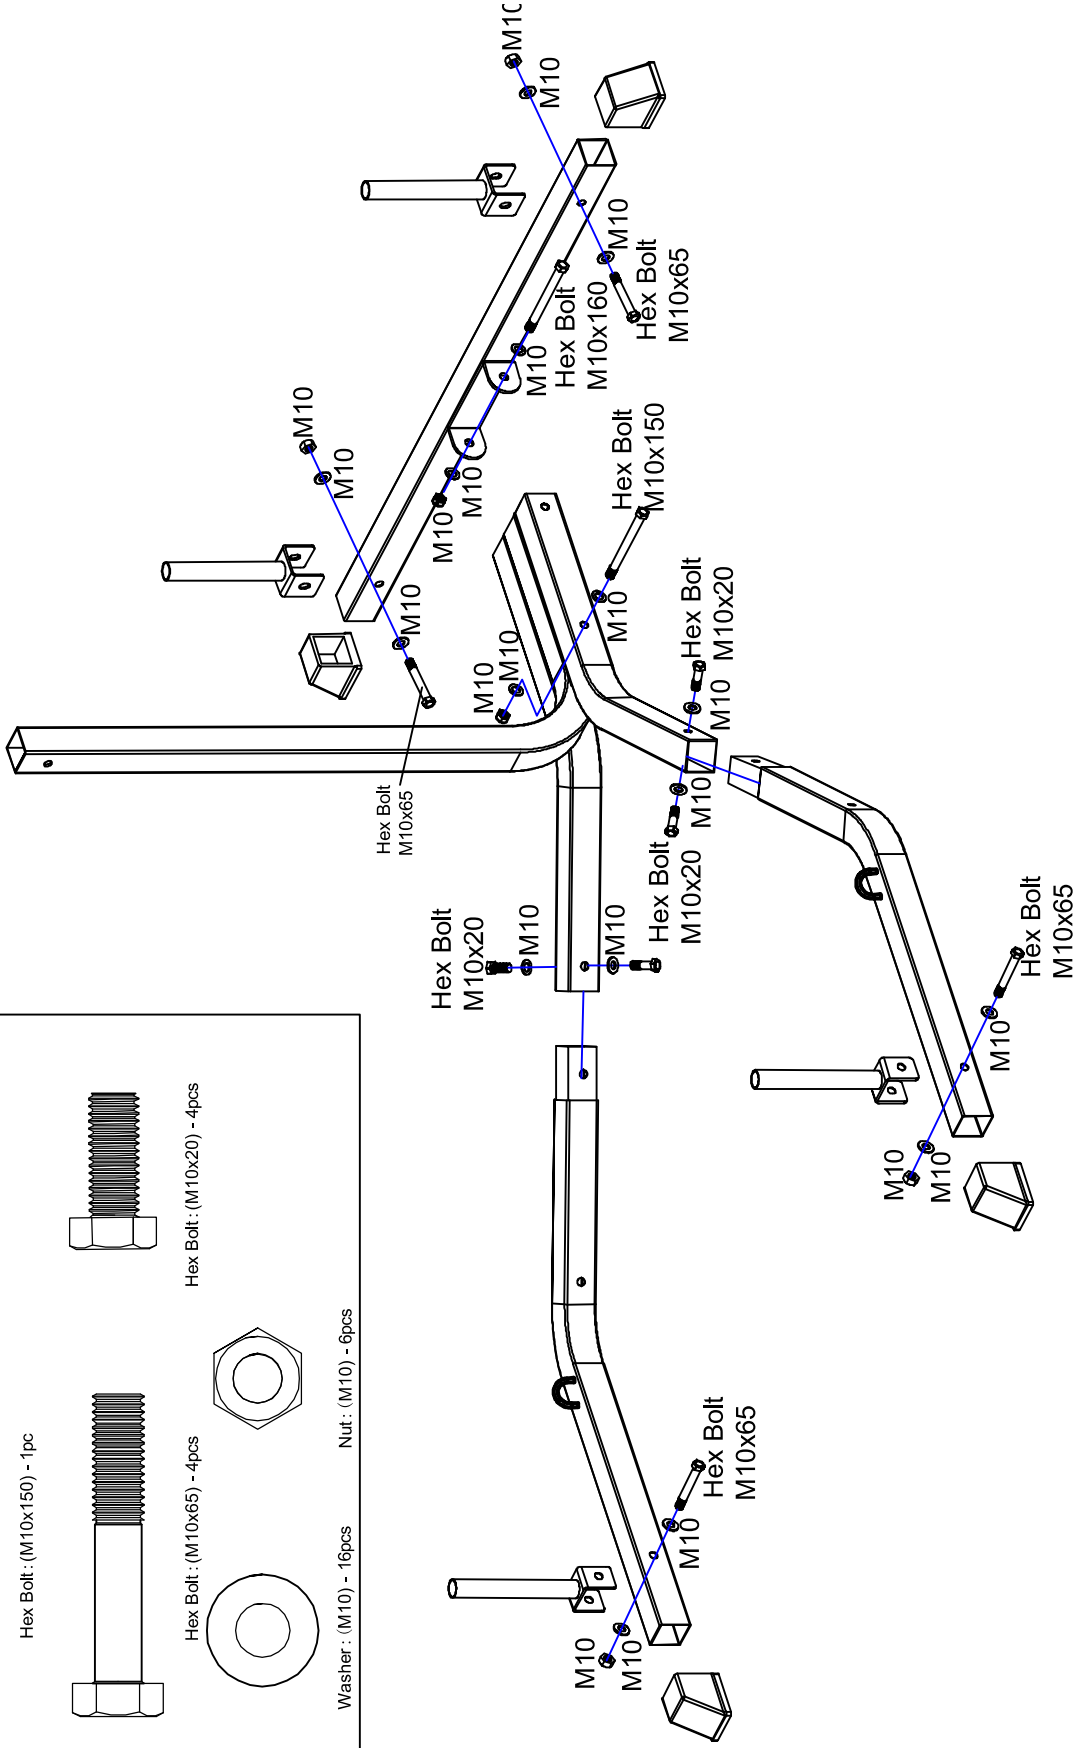 Hex Bolt : (M10x150) - 1pc
Hex Bolt : (M10x65) - 4pcs
Hex Bolt : (M10x20) - 4pcs
Washer : (M10) - 16pcs
Nut : (M10) - 6pcs
M10
M10
M10
Hex Bolt
M10x65
M10
M10
M10
Hex Bolt
M10x65
M10
Hex Bolt
M10x160
M10
M10
M10
M10
M10
Hex Bolt
M10x150
Hex Bolt
M10x20
M10
M10
Hex Bolt
M10x20
Hex Bolt
M10x20
M10
M10
Hex Bolt
M10x65
M10
M10
M10
Hex Bolt
M10x65
M10
M10
M10